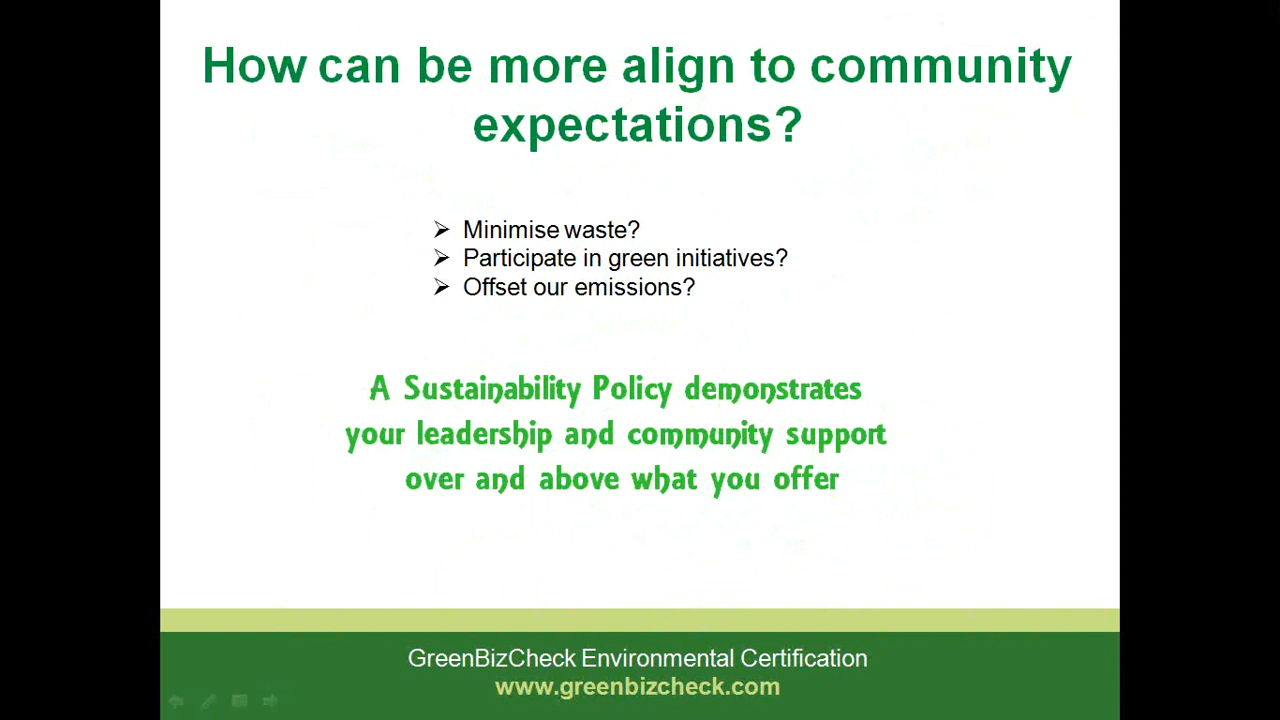 How can be more align to community
expectations?
➢ Minimise waste?
➢ Participate in green initiatives?
➢ Offset our emissions?
A Sustainability Policy demonstrates
your leadership and community support
over and above what you offer
GreenBizCheck Environmental Certification
www.greenbizcheck.com